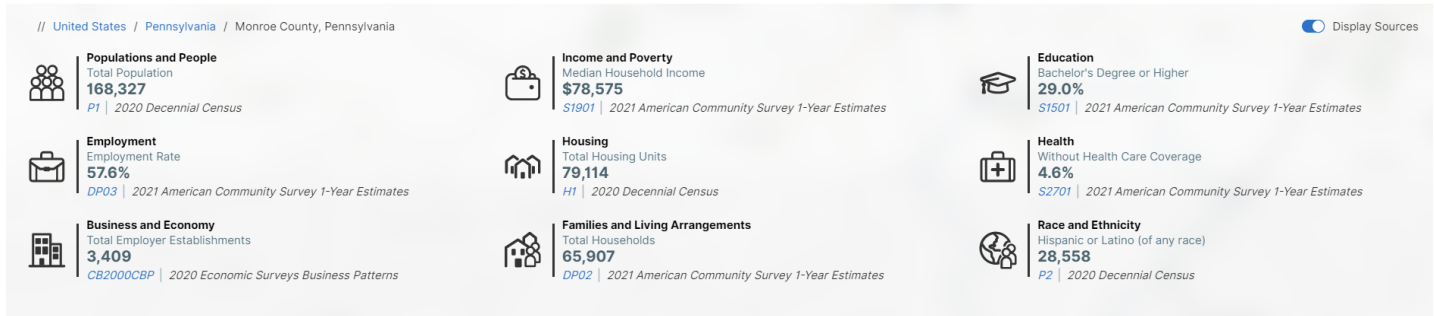 // United States / Pennsylvania / Monroe County, Pennsylvania
Display Sources
Populations and People
Total Population
168,327
P1 | 2020 Decennial Census
Income and Poverty
Median Household Income
$78,575
S1901 | 2021 American Community Survey 1-Year Estimates
Education
Bachelor's Degree or Higher
29.0%
S1501 | 2021 American Community Survey 1-Year Estimates
Employment
Employment Rate
57.6%
DP03 | 2021 American Community Survey 1-Year Estimates
Housing
Total Housing Units
79,114
H1 | 2020 Decennial Census
Health
Without Health Care Coverage
4.6%
S2701 | 2021 American Community Survey 1-Year Estimates
Business and Economy
Total Employer Establishments
3,409
CB2000CBP | 2020 Economic Surveys Business Patterns
Families and Living Arrangements
Total Households
65,907
DP02 | 2021 American Community Survey 1-Year Estimates
Race and Ethnicity
Hispanic or Latino (of any race)
28,558
P2 | 2020 Decennial Census